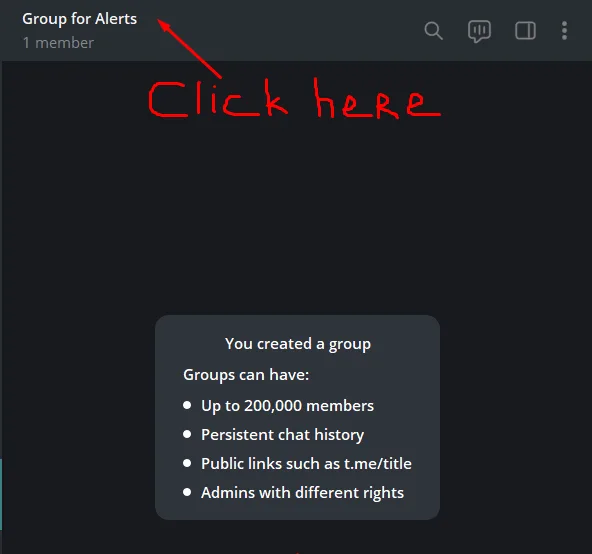 Group for Alerts
1 member
Click here
You created a group
Groups can have:
Up to 200,000 members
Persistent chat history
Public links such as t.me/title
Admins with different rights